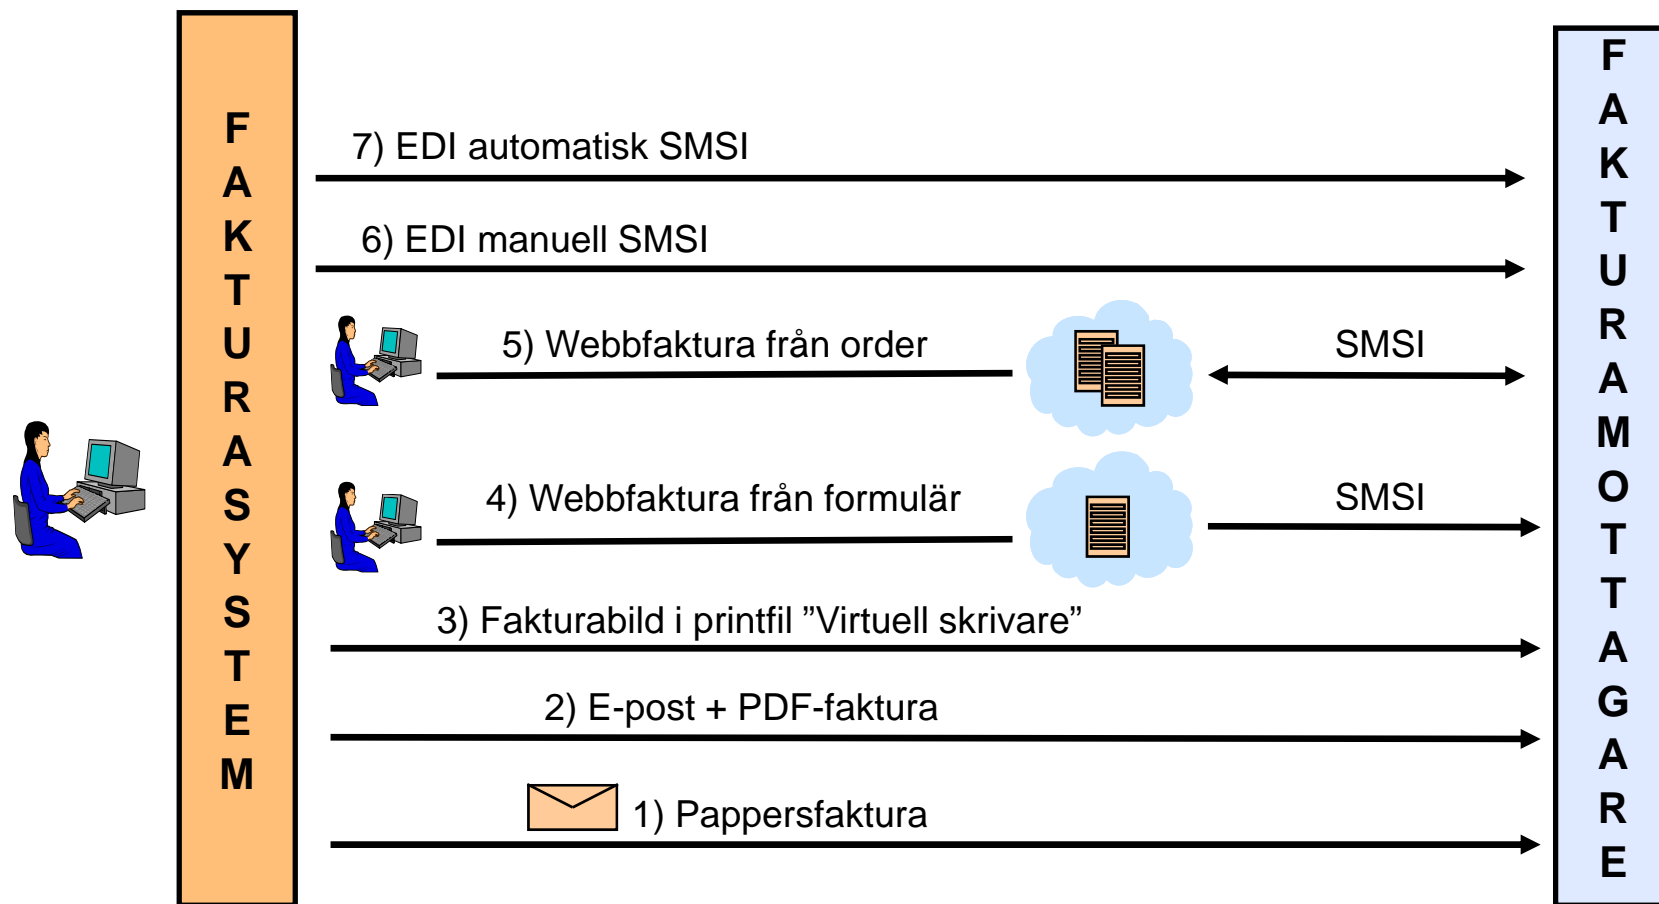 FAKTURASYSTEM
7) EDI automatisk SMSI
6) EDI manuell SMSI
5) Webbfaktura från order
SMSI
4) Webbfaktura från formulär
SMSI
3) Fakturabild i printfil ”Virtuell skrivare”
2) E-post + PDF-faktura
1) Pappersfaktura
FAKTURAMOTTAGARE